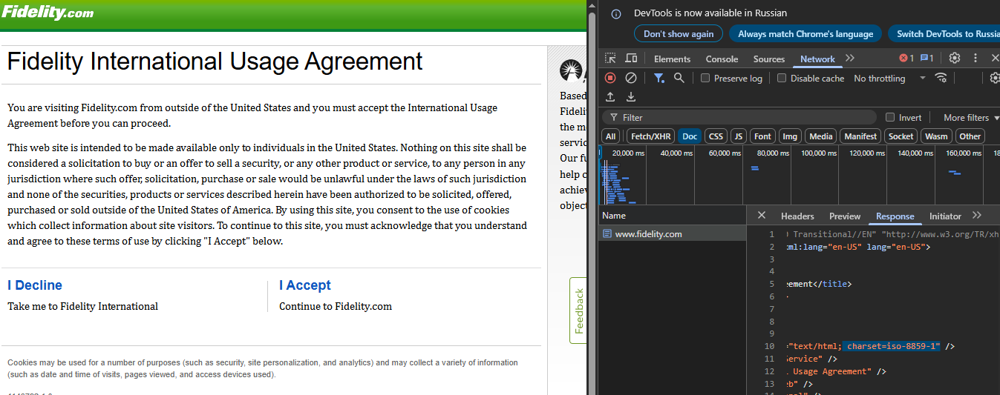 Fidelity.com
Fidelity International Usage Agreement
You are visiting Fidelity.com from outside of the United States and you must accept the International Usage
Agreement before you can proceed.
This web site is intended to be made available only to individuals in the United States. Nothing on this site shall be
considered a solicitation to buy or an offer to sell a security, or any other product or service, to any person in any
jurisdiction where such offer, solicitation, purchase or sale would be unlawful under the laws of such jurisdiction
and none of the securities, products or services described herein have been authorized to be solicited, offered,
purchased or sold outside of the United States of America. By using this site, you consent to the use of cookies
which collect information about site visitors. To continue to this site, you must acknowledge that you understand
and agree to these terms of use by clicking "I Accept" below.
I Decline
Take me to Fidelity International
I Accept
Continue to Fidelity.com
Cookies may be used for a number of purposes (such as security, site personalization, and analytics) and may collect a variety of information
(such as date and time of visits, pages viewed, and access devices used).
Based
Fidel
the m
servic
Our fu
help c
achiev
object
Feedback
DevTools is now available in Russian
Don't show again
Always match Chrome's language
Switch DevTools to Russia
Elements
Console
Sources
Network
1
1
Preserve log
Disable cache
No throttling
Filter
Invert
More filters
All
Fetch/XHR
Doc
CSS
JS
Font
Img
Media
Manifest
Socket
Wasm
Other
20,000 ms
40,000 ms
60,000 ms
80,000 ms
100,000 ms
120,000 ms
140,000 ms
160,000 ms
18
Name
www.fidelity.com
Headers
Preview
Response
Initiator
1 Transitional//EN" "http://www.w3.org/TR/xh
2 ml:lang="en-US" lang="en-US">
3
4
5 ement</title>
6
7
8
9
10 ="text/html; charset=iso-8859-1" />
11 Service" />
12 Usage Agreement" />
13 b" />
14